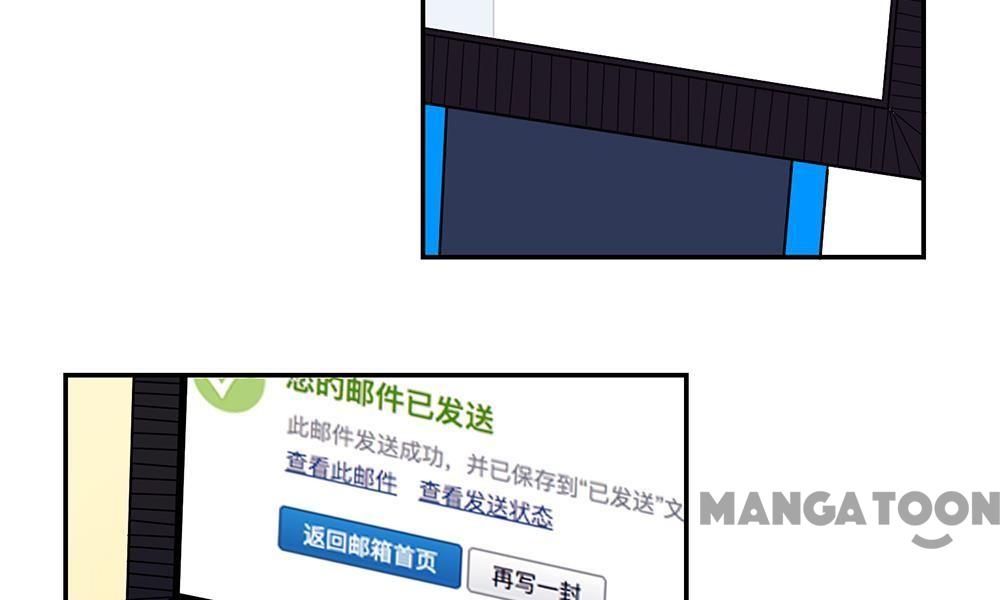 您的邮件已发送
此邮件发送成功，并已保存到“已发送”文
查看此邮件 查看发送状态
返回邮箱首页 再写一封
MANGATOON